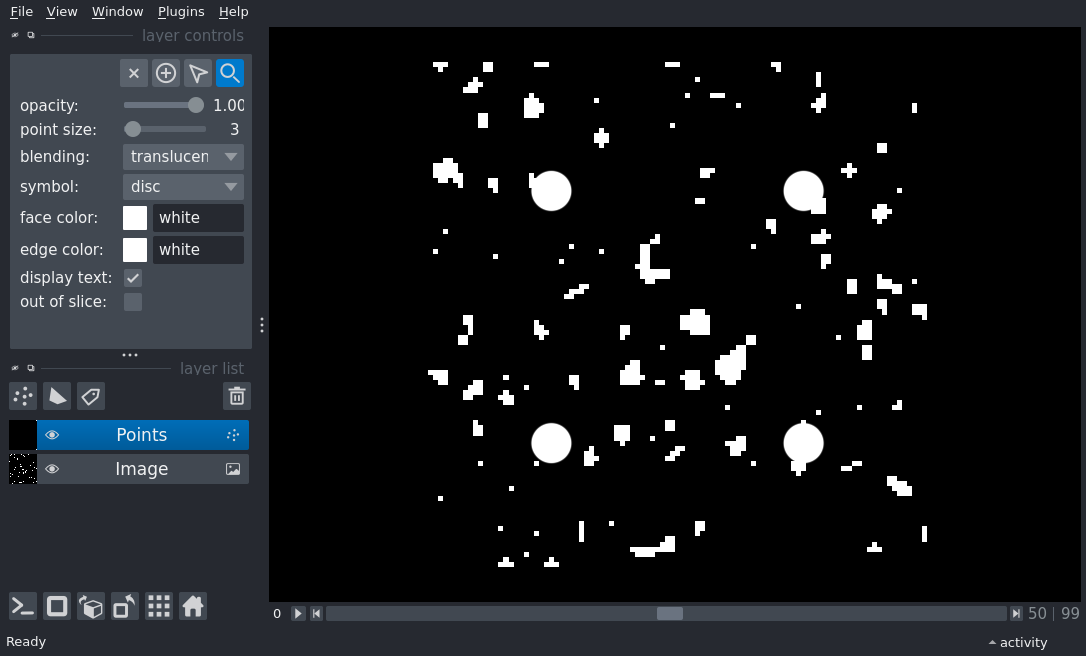 File View Window Plugins Help
layer controls
opacity: 1.00
point size: 3
blending: translucen
symbol: disc
face color: white
edge color: white
display text:
out of slice:
layer list
Points
Image
0 50 | 99
Ready activity